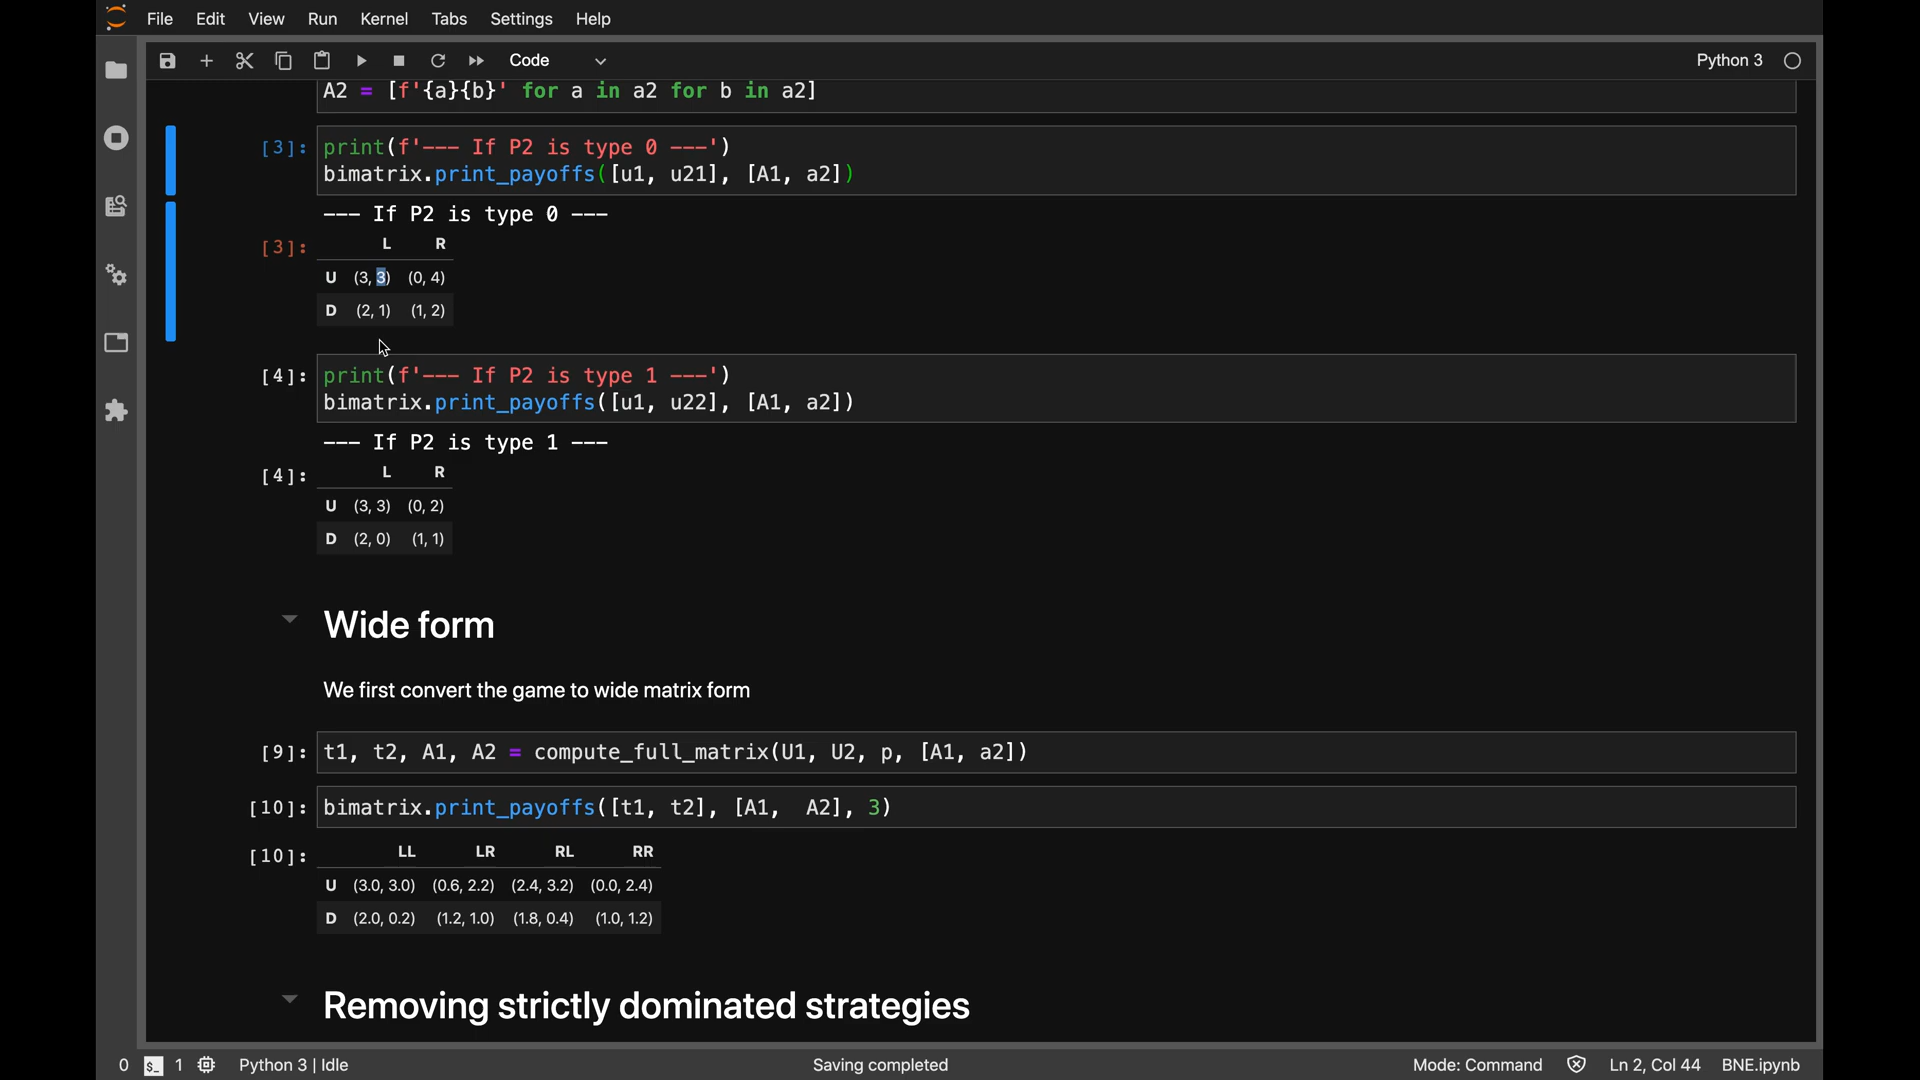 File Edit View Run Kernel Tabs Settings Help
Code Python 3
A2 = [f'{a}{b}' for a in a2 for b in a2]
[3]: print(f'--- If P2 is type 0 ---')
bimatrix.print_payoffs([u1, u21], [A1, a2])
--- If P2 is type 0 ---
[3]: L R
U (3, 3) (0, 4)
D (2, 1) (1, 2)
[4]: print(f'--- If P2 is type 1 ---')
bimatrix.print_payoffs([u1, u22], [A1, a2])
--- If P2 is type 1 ---
[4]: L R
U (3, 3) (0, 2)
D (2, 0) (1, 1)
Wide form
We first convert the game to wide matrix form
[9]: t1, t2, A1, A2 = compute_full_matrix(U1, U2, p, [A1, a2])
[10]: bimatrix.print_payoffs([t1, t2], [A1,  A2], 3)
[10]: LL LR RL RR
U (3.0, 3.0) (0.6, 2.2) (2.4, 3.2) (0.0, 2.4)
D (2.0, 0.2) (1.2, 1.0) (1.8, 0.4) (1.0, 1.2)
Removing strictly dominated strategies
0 $_ 1 Python 3 | Idle Saving completed Mode: Command Ln 2, Col 44 BNE.ipynb